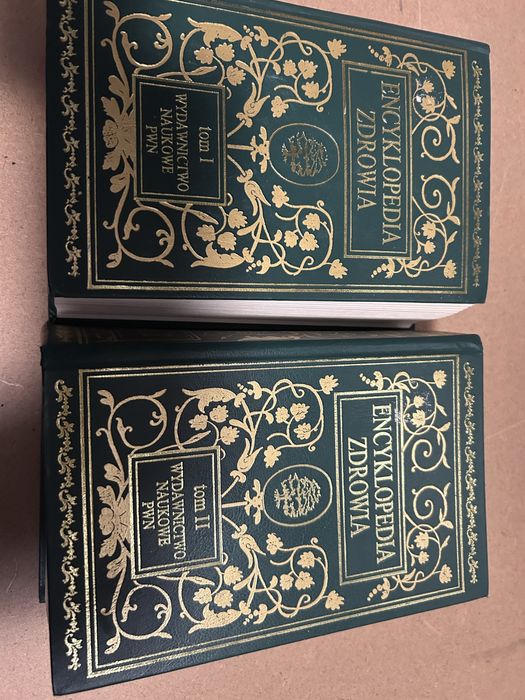 ENCYKLOPEDIA
ZDROWIA
tom I
WYDAWNICTWO
NAUKOWE
PWN
ENCYKLOPEDIA
ZDROWIA
tom II
WYDAWNICTWO
NAUKOWE
PWN